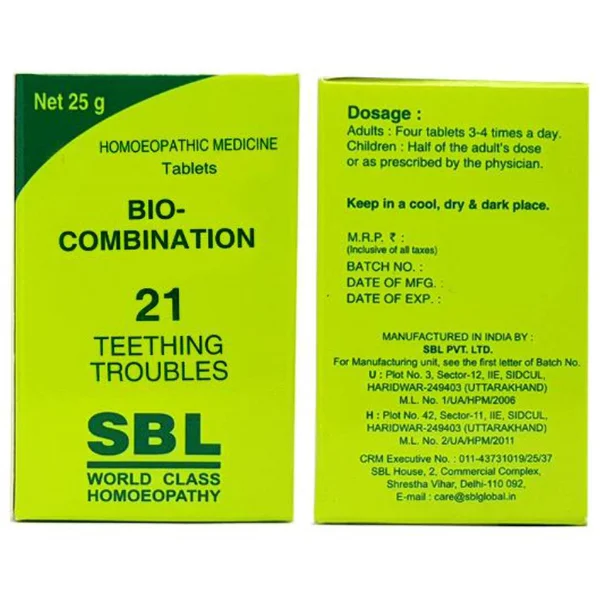 Net 25 g
HOMOEOPATHIC MEDICINE
Tablets
BIO-
COMBINATION
21
TEETHING
TROUBLES
SBL
WORLD CLASS
HOMOEOPATHY
Dosage :
Adults : Four tablets 3-4 times a day.
Children : Half of the adult's dose
or as prescribed by the physician.
Keep in a cool, dry & dark place.
M.R.P. ₹ :
(Inclusive of all taxes)
BATCH NO. :
DATE OF MFG. :
DATE OF EXP. :
MANUFACTURED IN INDIA BY :
SBL PVT. LTD.
For Manufacturing unit, see the first letter of Batch No.
U : Plot No. 3, Sector-12, IIE, SIDCUL,
HARIDWAR-249403 (UTTARAKHAND)
M.L. No. 1/UA/HPM/2006
H : Plot No. 42, Sector-11, IIE, SIDCUL,
HARIDWAR-249403 (UTTARAKHAND)
M.L. No. 2/UA/HPM/2011
CRM Executive No. : 011-43731019/25/37
SBL House, 2, Commercial Complex,
Shrestha Vihar, Delhi-110 092,
E-mail : care@sblglobal.in